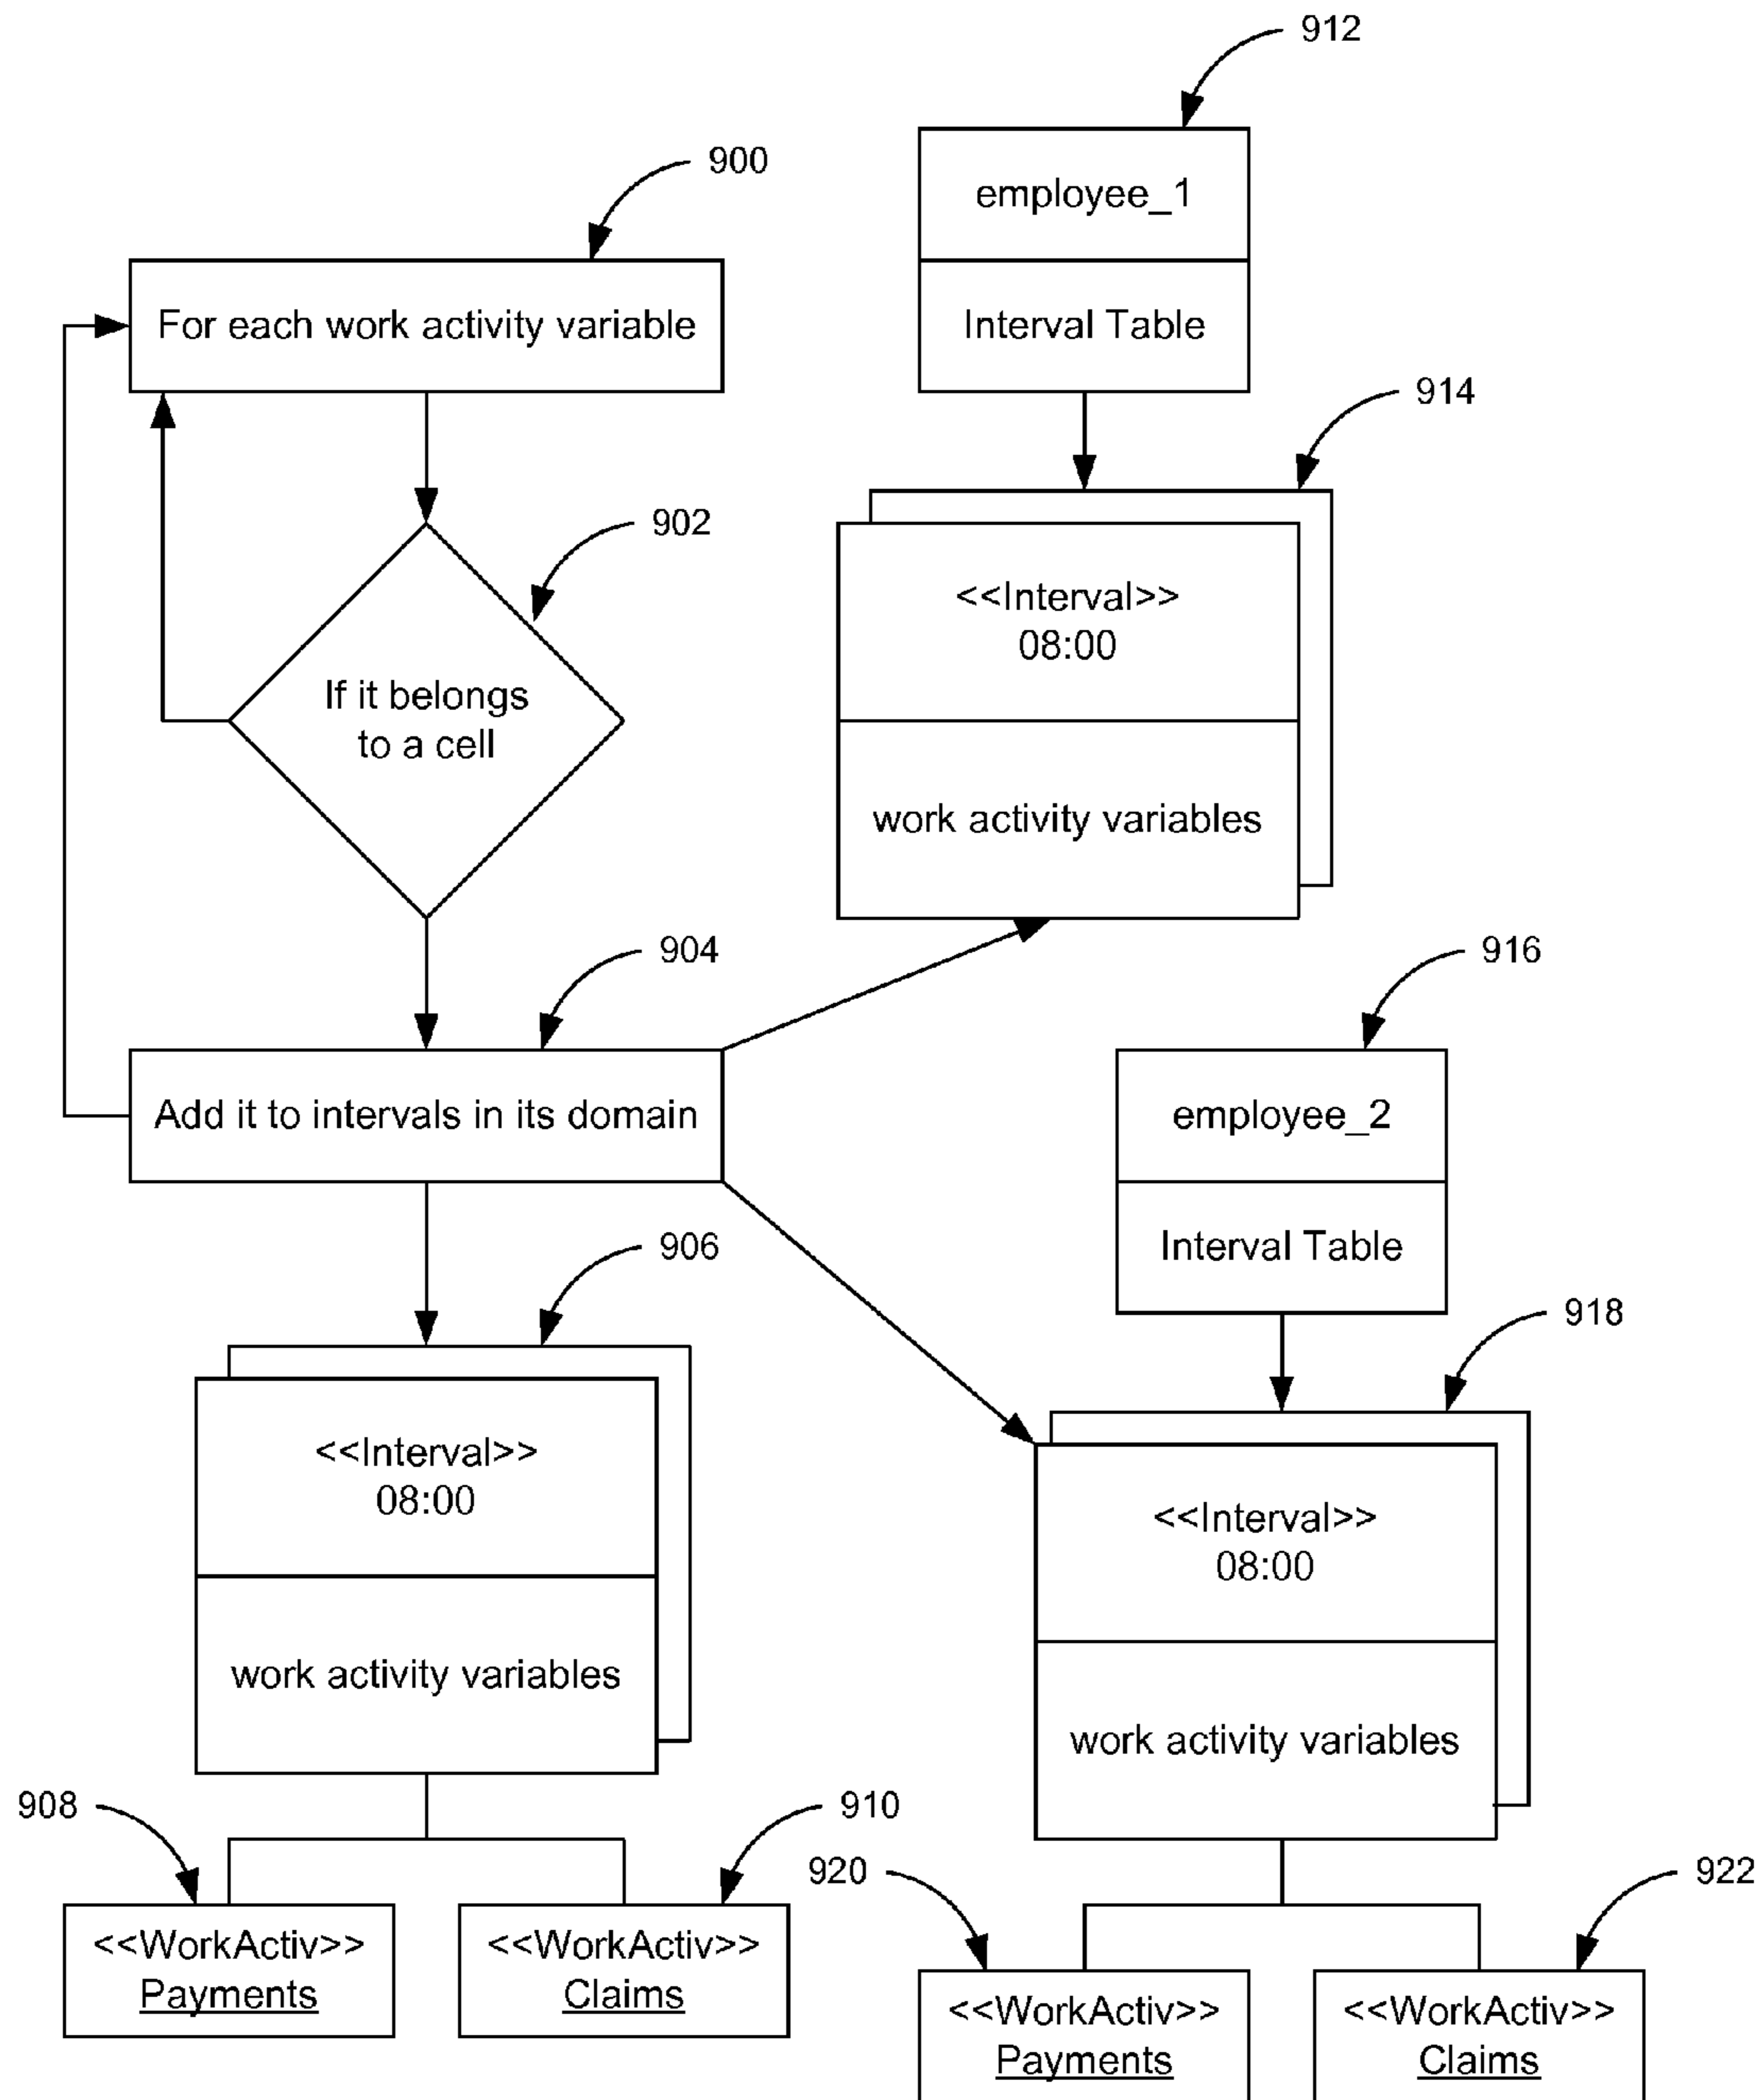 912
900
employee_1
For each work activity variable
Interval Table
914
902
<<Interval>>
08:00
If it belongs
to a cell
work activity variables
904
916
Add it to intervals in its domain
employee_2
906
Interval Table
918
<<Interval>>
08:00
<<Interval>>
08:00
work activity variables
work activity variables
908
910
920
922
<<WorkActiv>>
Payments
<<WorkActiv>>
Claims
<<WorkActiv>>
Payments
<<WorkActiv>>
Claims